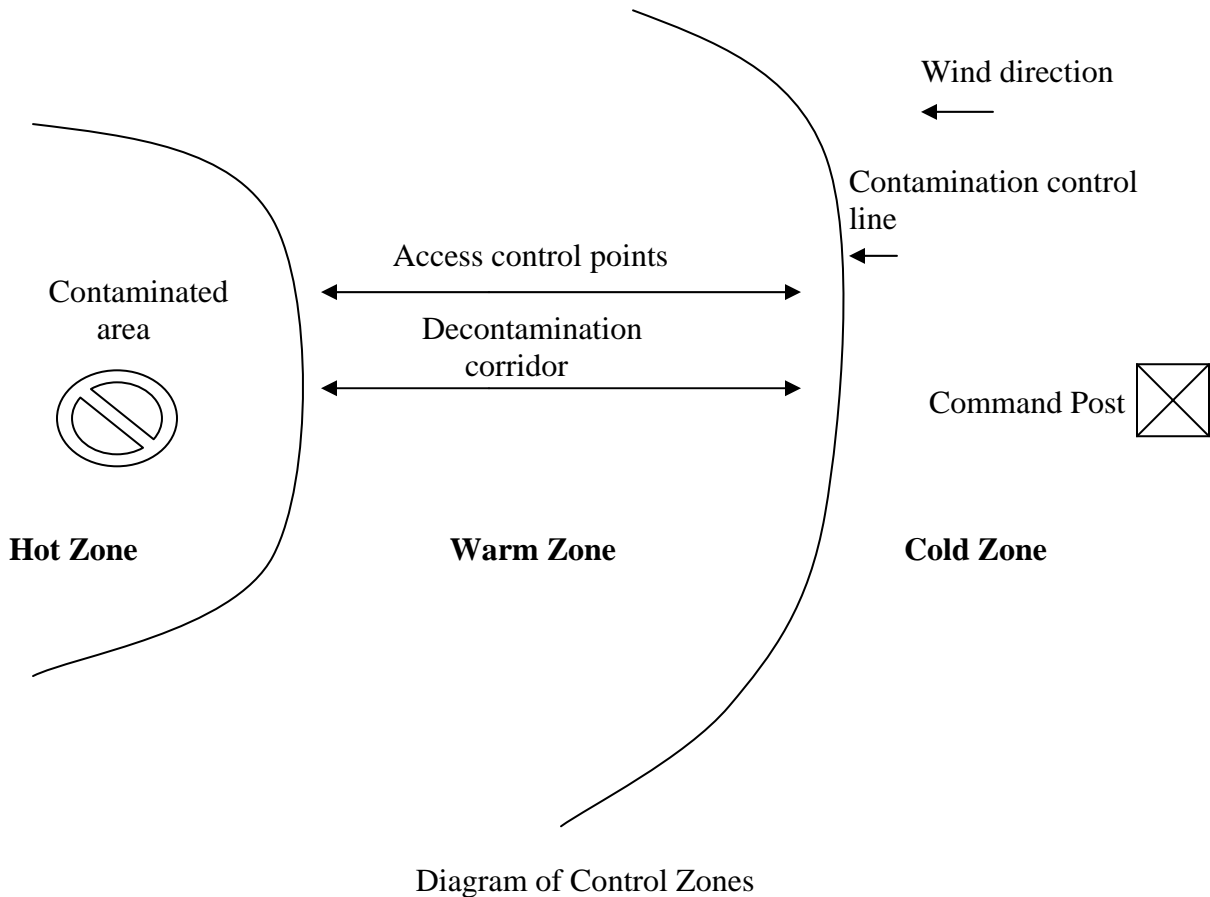 Wind direction
Contamination control
line
Access control points
Contaminated
area
Decontamination
corridor
Command Post
Hot Zone
Warm Zone
Cold Zone
Diagram of Control Zones